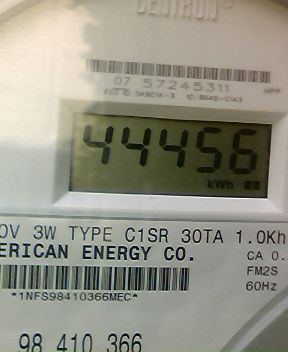 CENTRON
07 57245311
44456
kWh
0V 3W TYPE C1SR 30TA 1.0Kh
ERICAN ENERGY CO.
CA 0.
FM2S
60Hz
*1NFS98410366MEC*
98 410 366